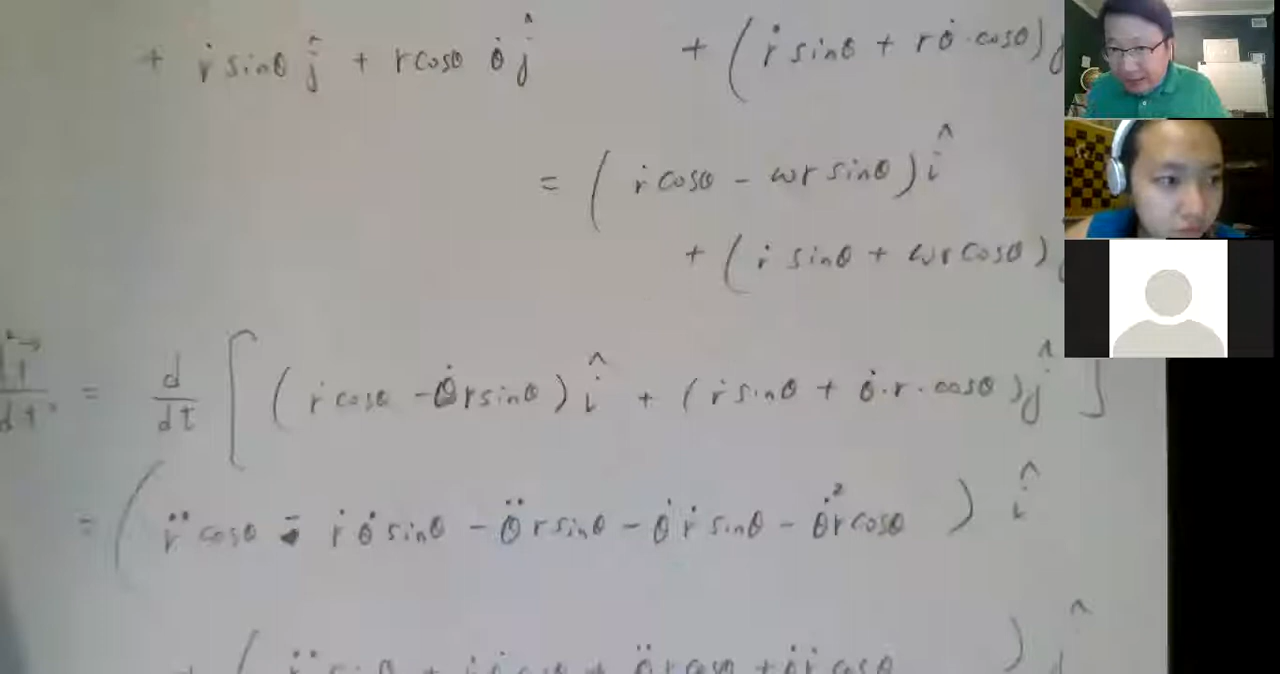 + ṙ sinθ ĵ + r cosθ θ̇ ĵ + (ṙ sinθ + rθ̇·cosθ)
= (ṙ cosθ − ωr sinθ) î
+ (ṙ sinθ + ωr cosθ)
= d/dt [(ṙ cosθ − θ̇ r sinθ) î + (ṙ sinθ + θ̇·r·cosθ) ĵ]
= (r̈ cosθ − ṙ θ̇ sinθ − θ̈ r sinθ − θ̇ ṙ sinθ − θ̇² r cosθ) î